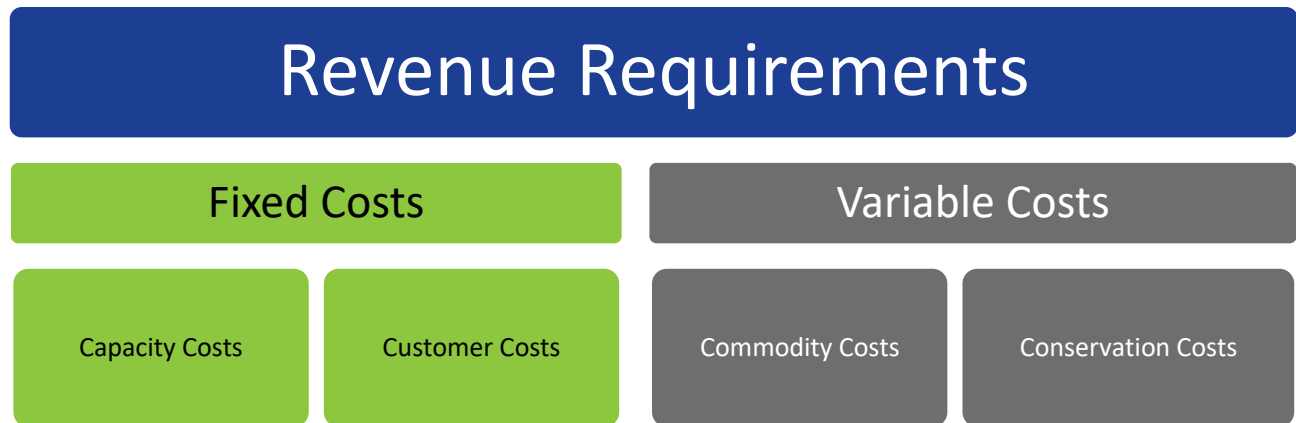 Revenue Requirements
Fixed Costs
Variable Costs
Capacity Costs
Customer Costs
Commodity Costs
Conservation Costs